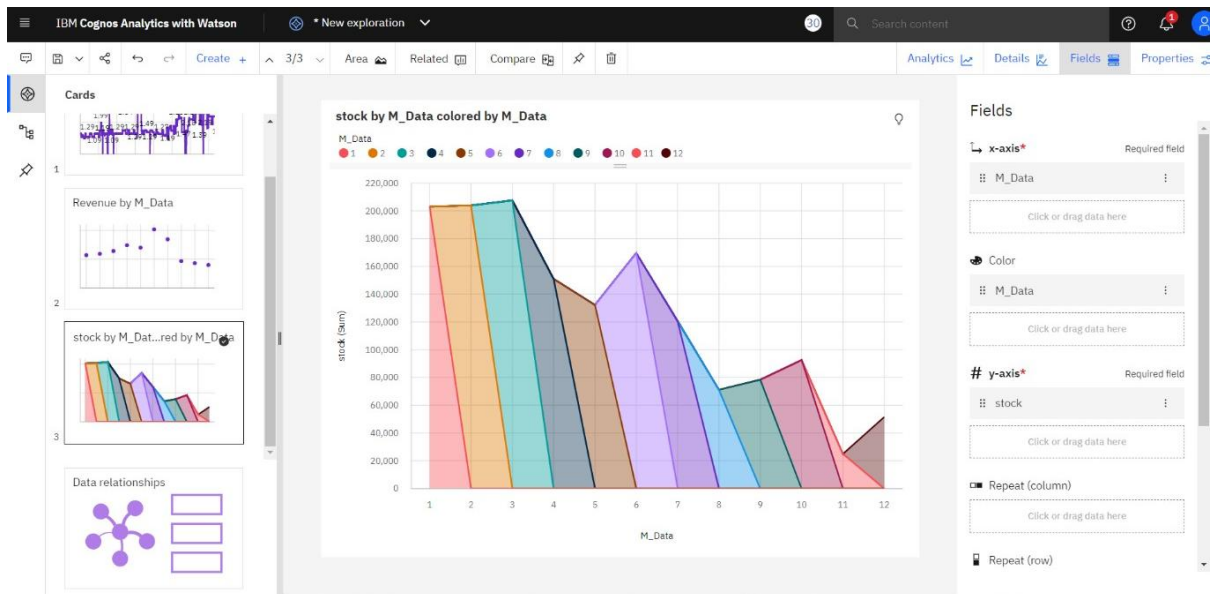 IBM Cognos Analytics with Watson
* New exploration
30
Search content
1
Create +
3/3
Area
Related
Compare
Analytics
Details
Fields
Properties
Cards
1
Revenue by M_Data
2
stock by M_Dat...red by M_Data
3
Data relationships
stock by M_Data colored by M_Data
M_Data
1 2 3 4 5 6 7 8 9 10 11 12
stock (Sum)
220,000
200,000
180,000
160,000
140,000
120,000
100,000
80,000
60,000
40,000
20,000
0
1 2 3 4 5 6 7 8 9 10 11 12
M_Data
Fields
x-axis* Required field
M_Data
Click or drag data here
Color
M_Data
Click or drag data here
# y-axis* Required field
stock
Click or drag data here
Repeat (column)
Click or drag data here
Repeat (row)